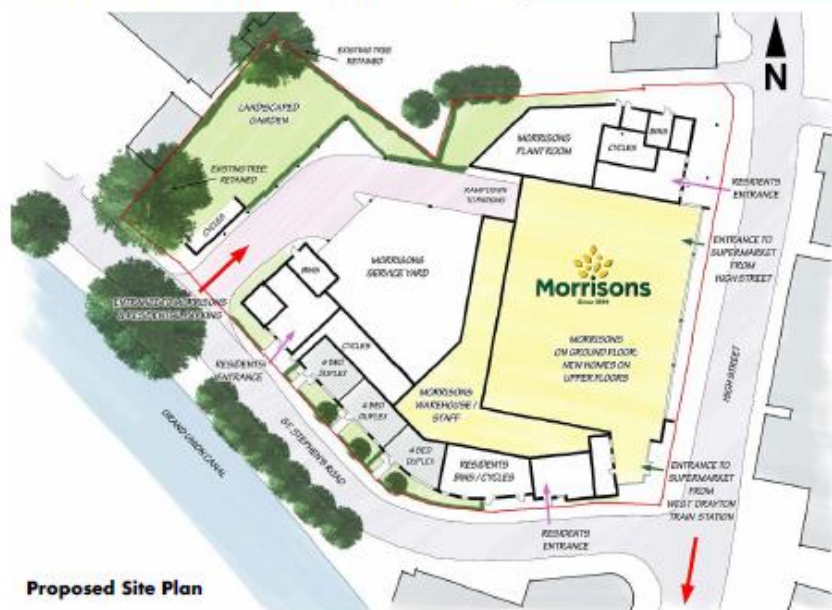 EXISTING TREE
RETAINED
LANDSCAPED
GARDEN
EXISTING TREE
RETAINED
CYCLES
ENTRANCE TO MORRISONS
& RESIDENTIAL PARKING
MORRISONS
PLANT ROOM
CYCLES
BINS
N
RESIDENTS
ENTRANCE
RAMP DOWN
TO PARKING
MORRISONS
SERVICE YARD
BINS
CYCLES
RESIDENTS
ENTRANCE
4 BED
DUPLEX
4 BED
DUPLEX
4 BED
DUPLEX
MORRISONS
WAREHOUSE /
STAFF
Morrisons
Since 1899
MORRISONS
ON GROUND FLOOR,
NEW HOMES ON
UPPER FLOORS
ENTRANCE TO
SUPERMARKET
FROM
HIGH STREET
HIGH STREET
ENTRANCE TO
SUPERMARKET
FROM
WEST DRAYTON
TRAIN STATION
RESIDENTS
BINS / CYCLES
RESIDENTS
ENTRANCE
GRAND UNION CANAL
ST. STEPHEN'S ROAD
Proposed Site Plan